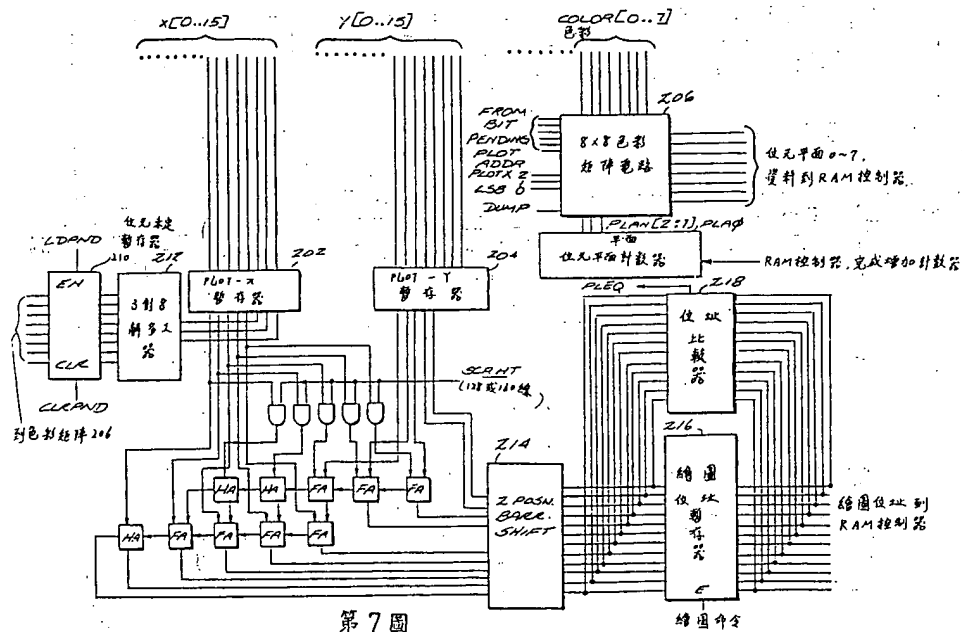 X[0..15]
Y[0..15]
COLOR[0..7]
色彩
206
FROM
BIT
PENDING
PLOT
ADDR
PLOTX 2
LSB 0
DUMP
8x8色彩
矩陣電路
位元平面0~7,
資料到RAM控制器
PLAN[2:1], PLAφ
平面
位元平面計數器
RAM控制器,完成增加計數器
LDPND
位元未定
暫存器
210
212
EN
CLR
3到8
解多工
器
CLRPND
到色彩矩陣206
202
PLOT-X
暫存器
204
PLOT-Y
暫存器
PLEQ
218
位址
比較
器
SCRHT
(128或160線)
214
2 POSN.
BARR.
SHIFT
216
繪圖
位址
暫存
器
E
繪圖命令
繪圖位址到
RAM控制器
HA HA FA FA FA
HA FA FA FA FA
第7圖